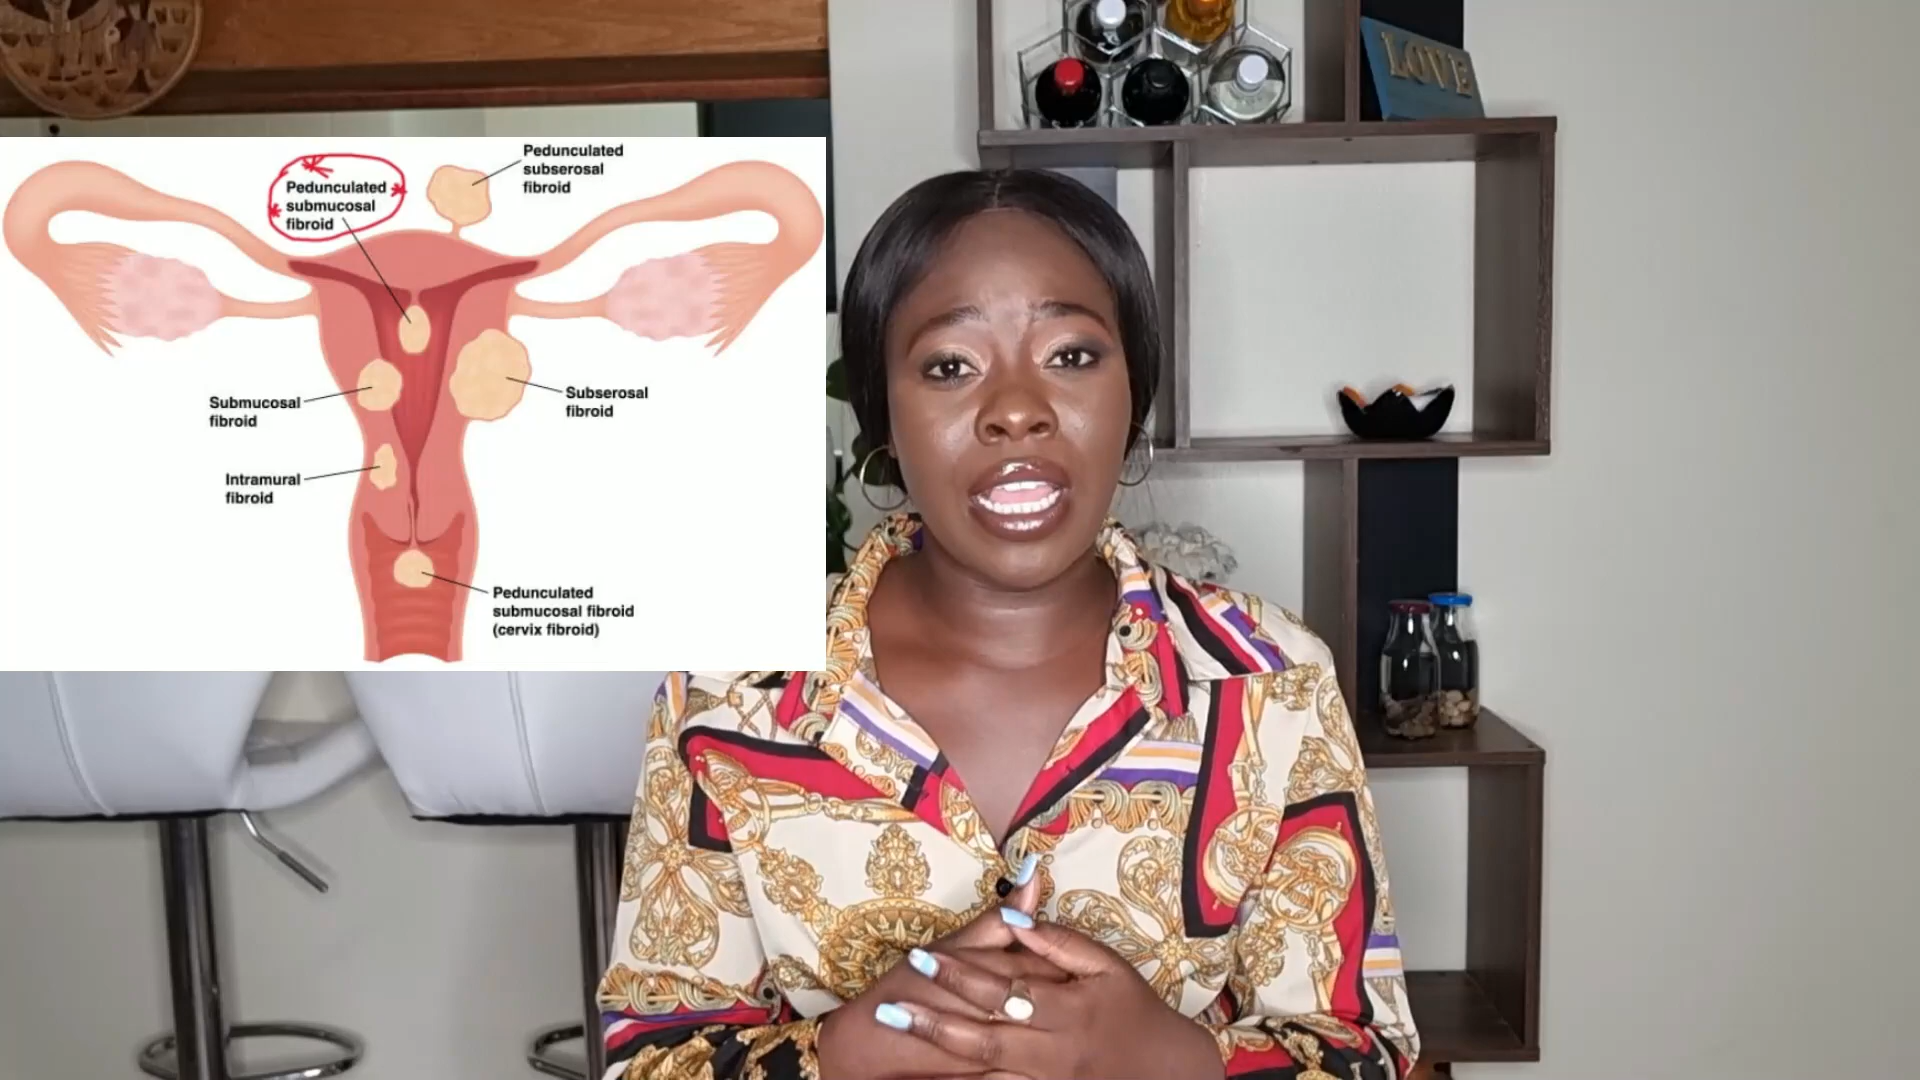 LOVE
Pedunculated
subserosal
fibroid
Pedunculated
submucosal
fibroid
Submucosal
fibroid
Subserosal
fibroid
Intramural
fibroid
Pedunculated
submucosal fibroid
(cervix fibroid)